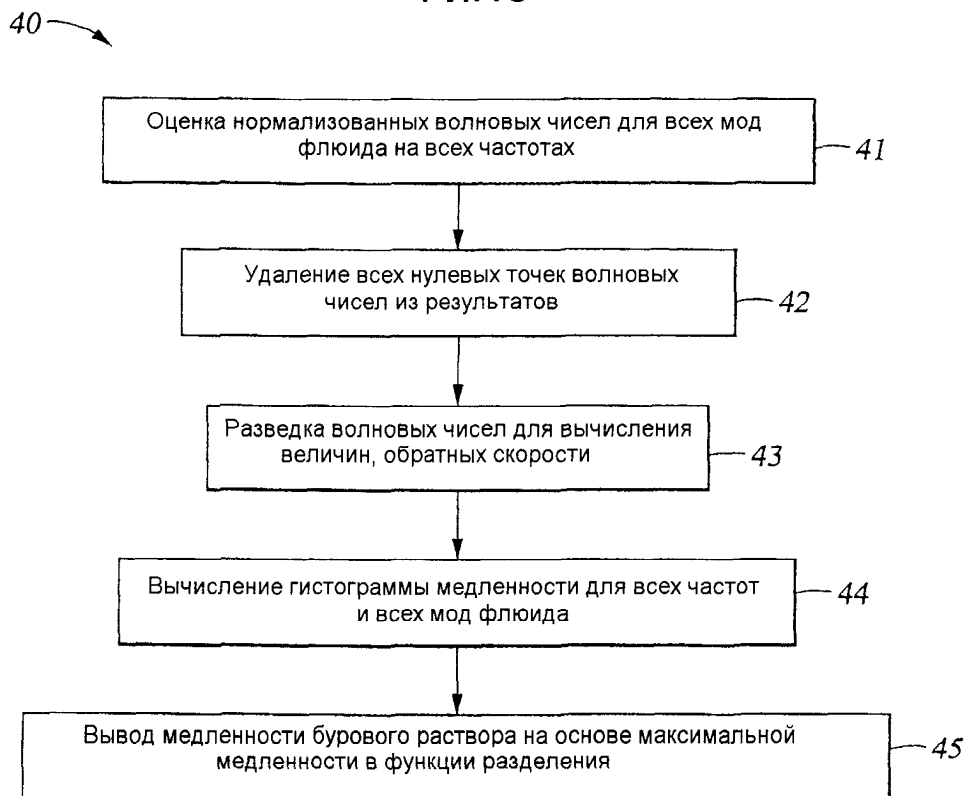 40
Оценка нормализованных волновых чисел для всех мод
флюида на всех частотах
41
Удаление всех нулевых точек волновых
чисел из результатов
42
Разведка волновых чисел для вычисления
величин, обратных скорости
43
Вычисление гистограммы медленности для всех частот
и всех мод флюида
44
Вывод медленности бурового раствора на основе максимальной
медленности в функции разделения
45